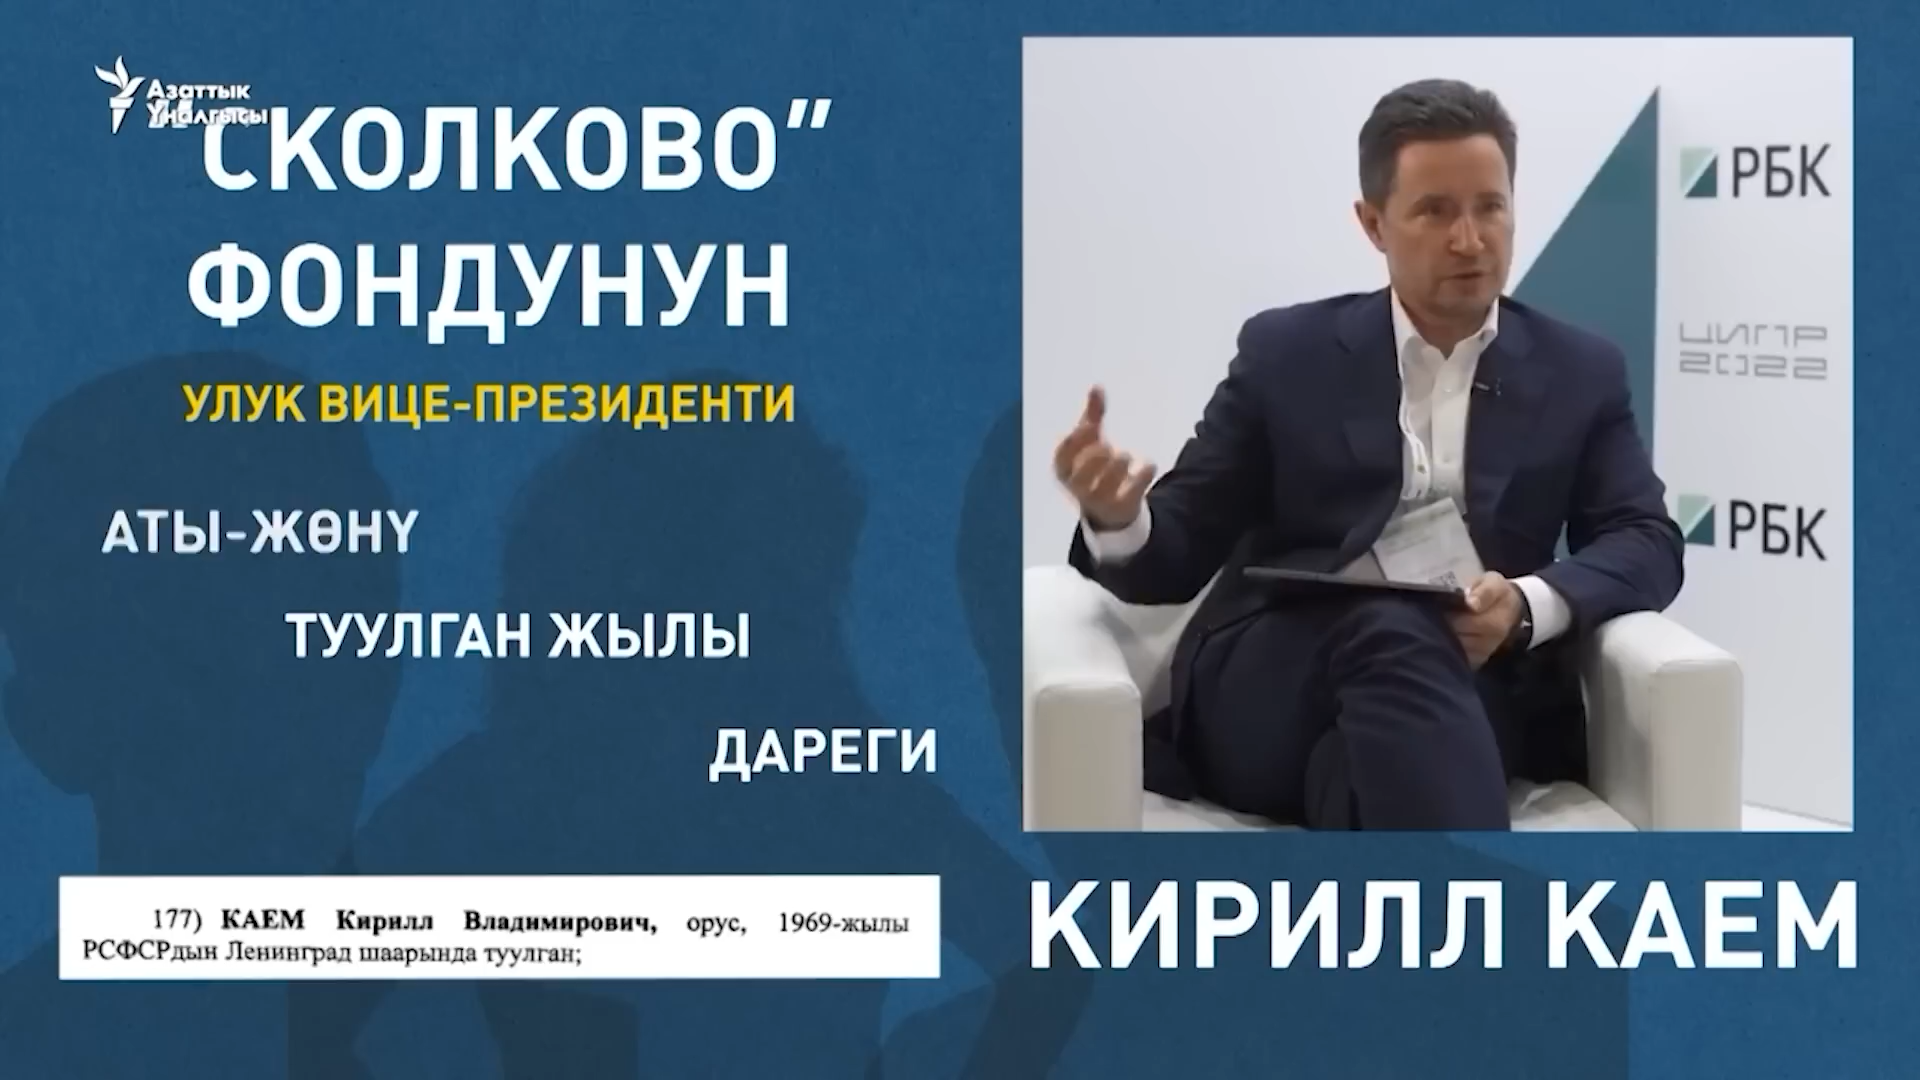 Азаттык
Үналгысы
"СКОЛКОВО"
ФОНДУНУН
УЛУК ВИЦЕ-ПРЕЗИДЕНТИ
АТЫ-ЖӨНҮ
ТУУЛГАН ЖЫЛЫ
ДАРЕГИ
177) КАЕМ Кирилл Владимирович, орус, 1969-жылы
РСФСРдын Ленинград шаарында туулган;
РБК
ЦИПР
2022
РБК
КИРИЛЛ КАЕМ